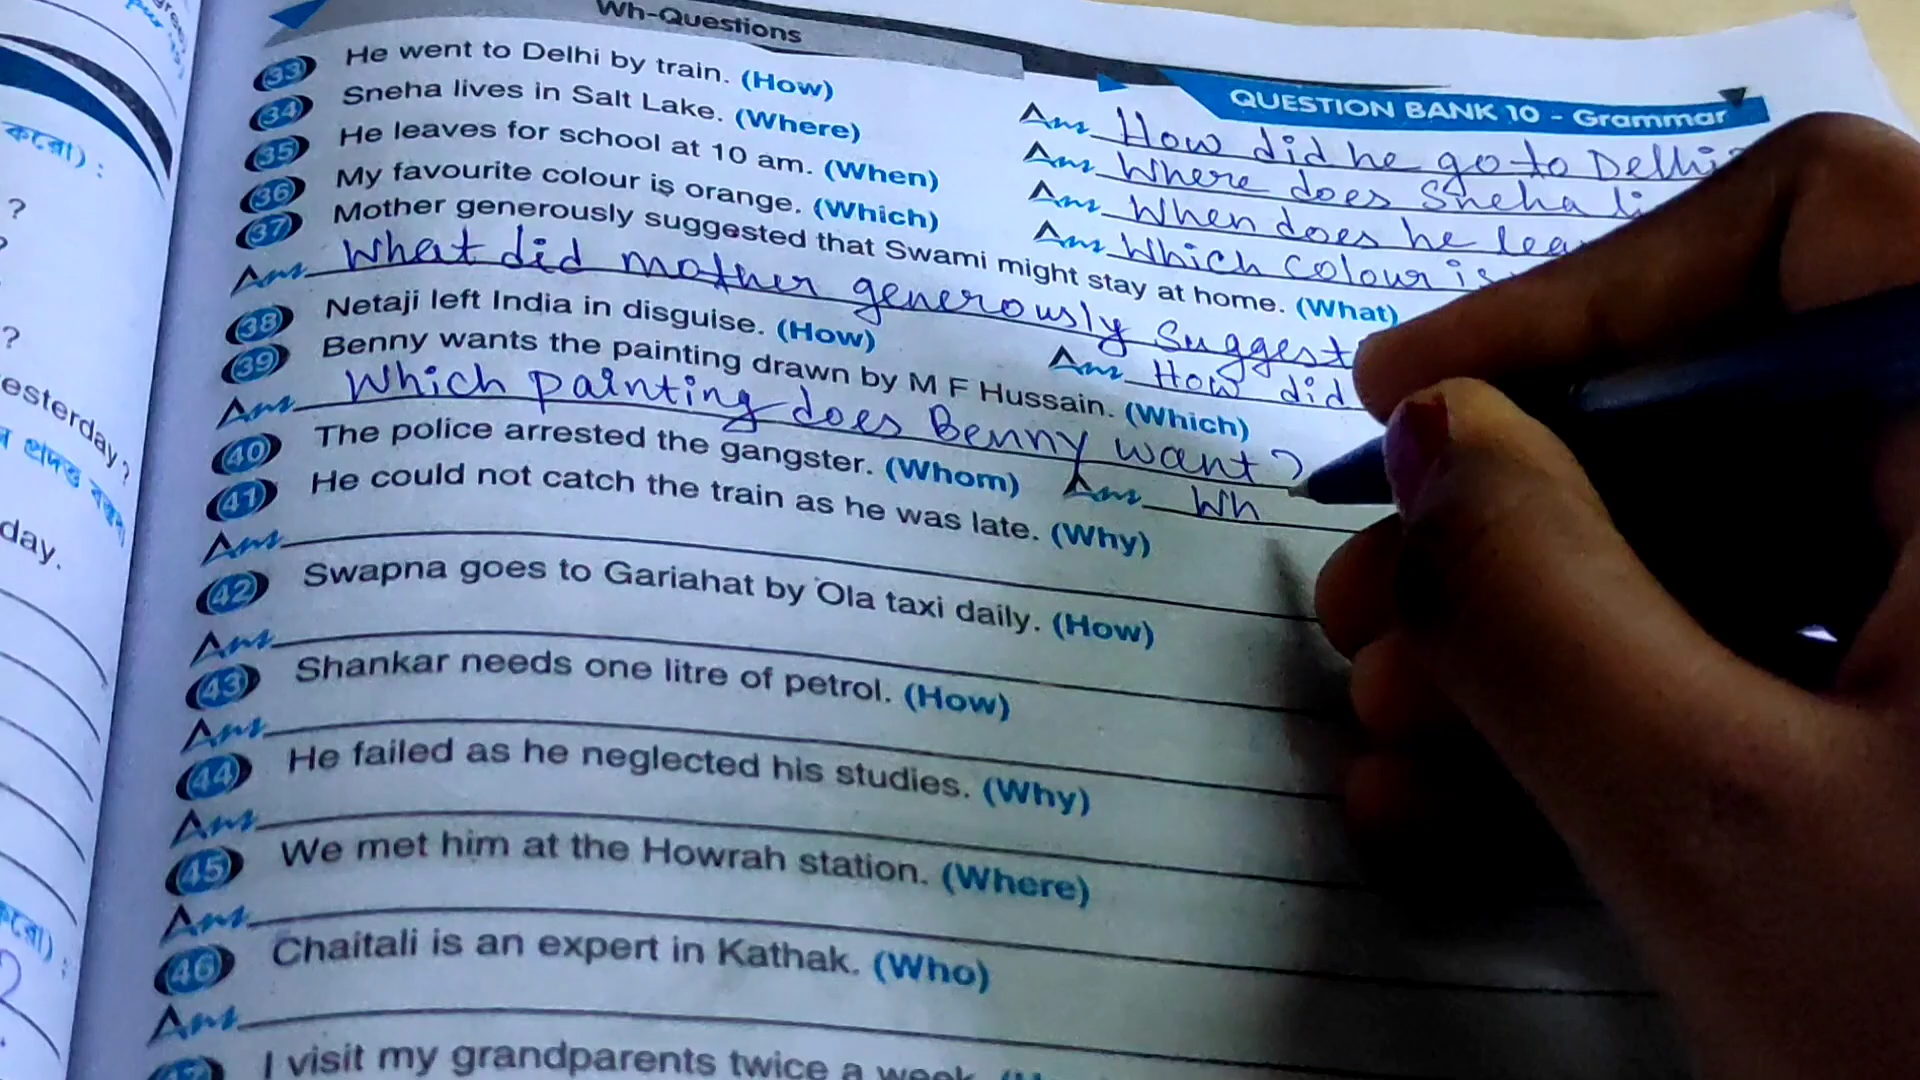 করো) :
?
?
esterday?
day.
Wh-Questions
QUESTION BANK 10 - Grammar
33 He went to Delhi by train. (How)
Ans How did he go to Delhi
34 Sneha lives in Salt Lake. (Where)
Ans Where does Sneha
35 He leaves for school at 10 am. (When)
Ans When does he
36 My favourite colour is orange. (Which)
Ans Which colour is
37 Mother generously suggested that Swami might stay at home. (What)
Ans What did mother generously suggest
38 Netaji left India in disguise. (How)
Ans How did
39 Benny wants the painting drawn by M F Hussain. (Which)
Ans Which painting does Benny want?
40 The police arrested the gangster. (Whom)
Ans Wh
41 He could not catch the train as he was late. (Why)
Ans
42 Swapna goes to Gariahat by Ola taxi daily. (How)
Ans
43 Shankar needs one litre of petrol. (How)
Ans
44 He failed as he neglected his studies. (Why)
Ans
45 We met him at the Howrah station. (Where)
Ans
46 Chaitali is an expert in Kathak. (Who)
Ans
I visit my grandparents twice a week.